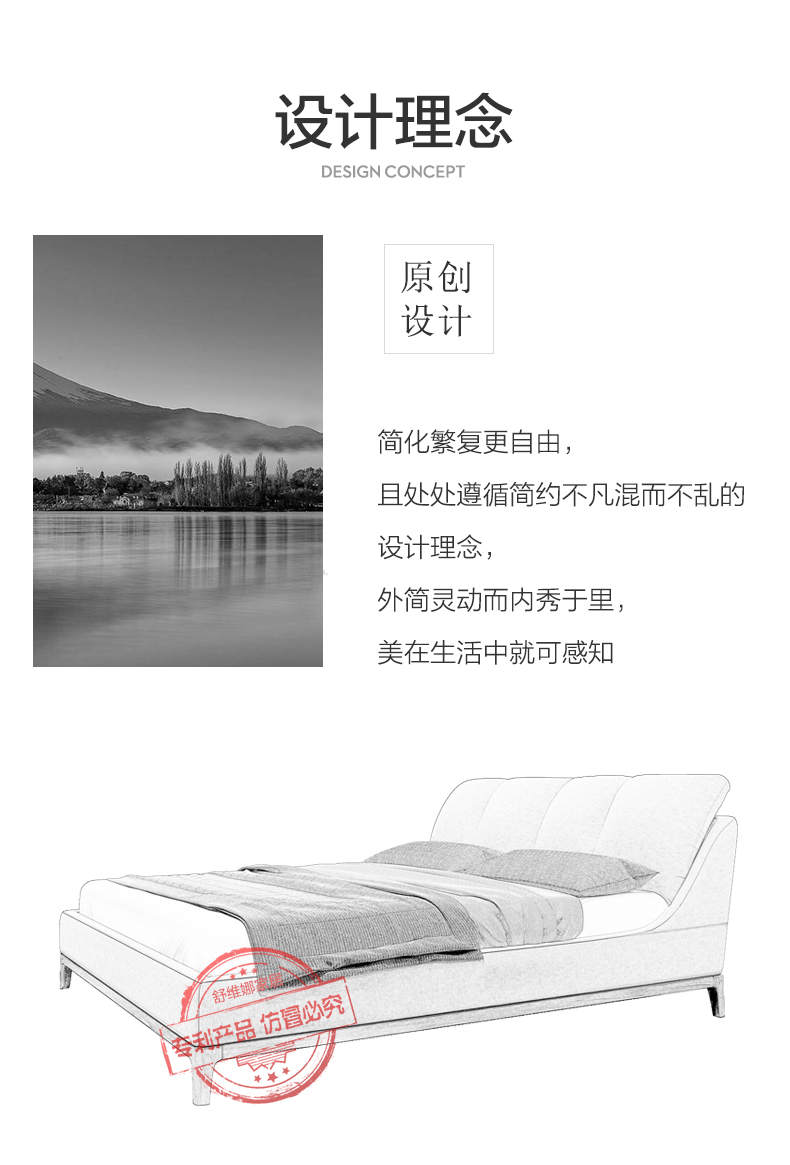 设计理念
DESIGN CONCEPT
原创
设计
简化繁复更自由，
且处处遵循简约不凡混而不乱的
设计理念，
外简灵动而内秀于里，
美在生活中就可感知
舒维娜家居
专利产品 仿冒必究